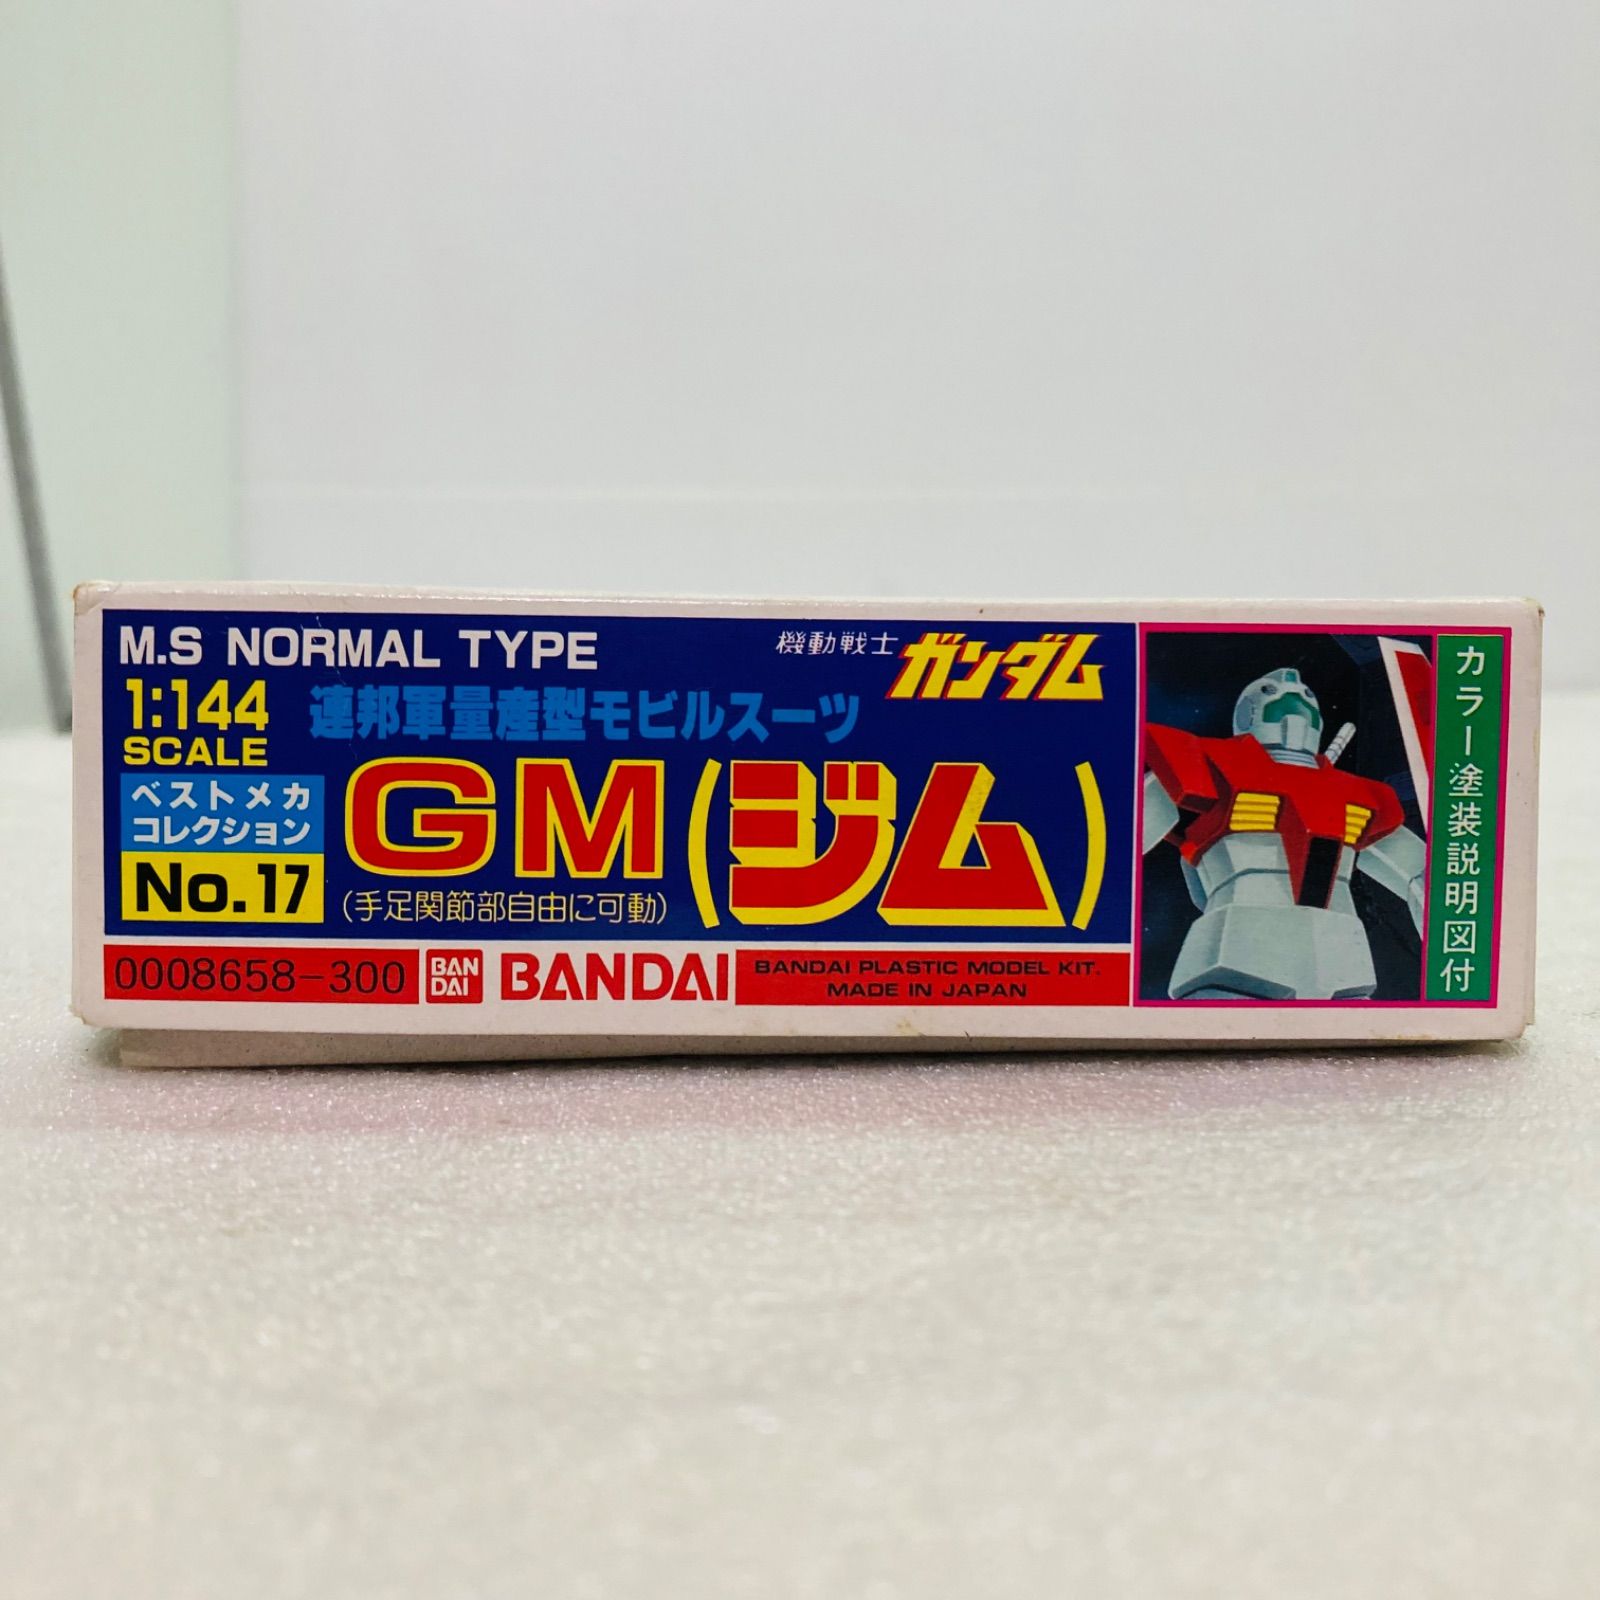 M.S NORMAL TYPE
機動戦士 ガンダム
1:144
SCALE
連邦軍量産型モビルスーツ
ベストメカ
コレクション
No.17
GM(ジム)
(手足関節部自由に可動)
0008658-300
BAN
DAI
BANDAI
BANDAI PLASTIC MODEL KIT.
MADE IN JAPAN
カラー塗装説明図付